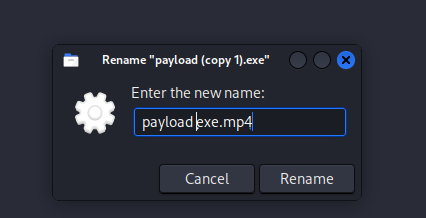 Rename "payload (copy 1).exe"
Enter the new name:
payload exe.mp4
Cancel
Rename